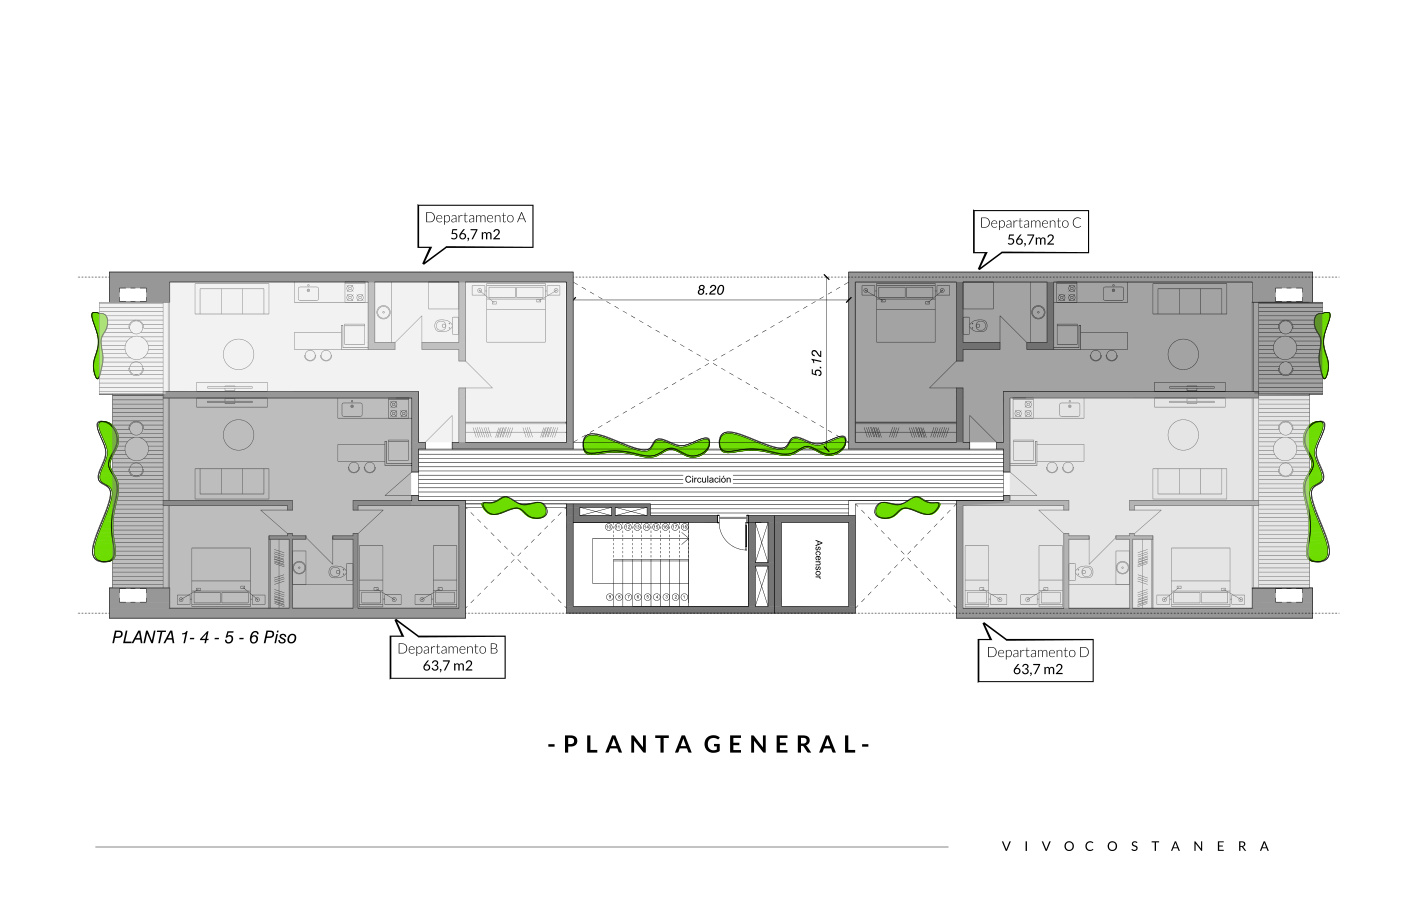 Departamento A
56,7 m2
Departamento C
56,7m2
8.20
5.12
Circulación
Ascensor
PLANTA 1- 4 - 5 - 6 Piso
Departamento B
63,7 m2
Departamento D
63,7 m2
-PLANTA GENERAL-
VIVOCOSTANERA